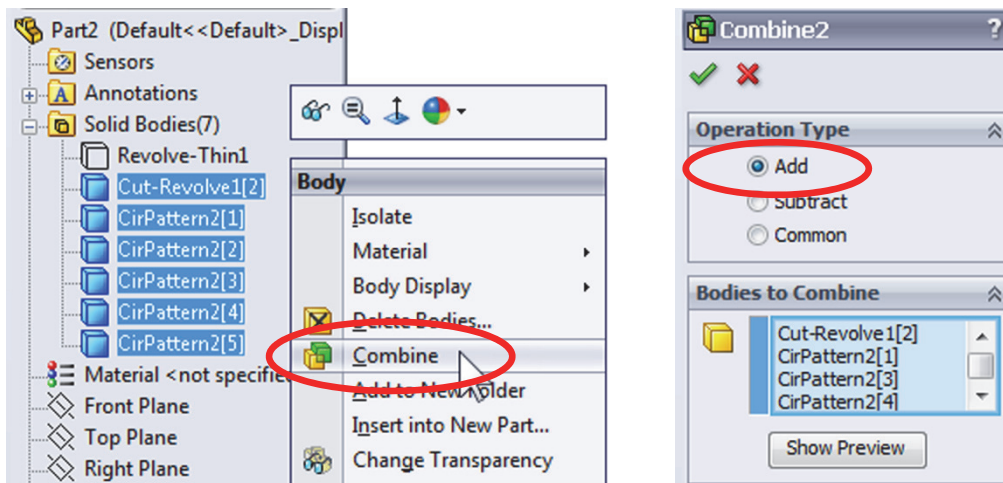 Part2 (Default<<Default>_Displ
Sensors
Annotations
Solid Bodies(7)
Revolve-Thin1
Cut-Revolve1[2]
CirPattern2[1]
CirPattern2[2]
CirPattern2[3]
CirPattern2[4]
CirPattern2[5]
Material <not specifie
Front Plane
Top Plane
Right Plane
Body
Isolate
Material
Body Display
Delete Bodies...
Combine
Add to New Folder
Insert into New Part...
Change Transparency
Combine2 ?
Operation Type
Add
Subtract
Common
Bodies to Combine
Cut-Revolve1[2]
CirPattern2[1]
CirPattern2[3]
CirPattern2[4]
Show Preview